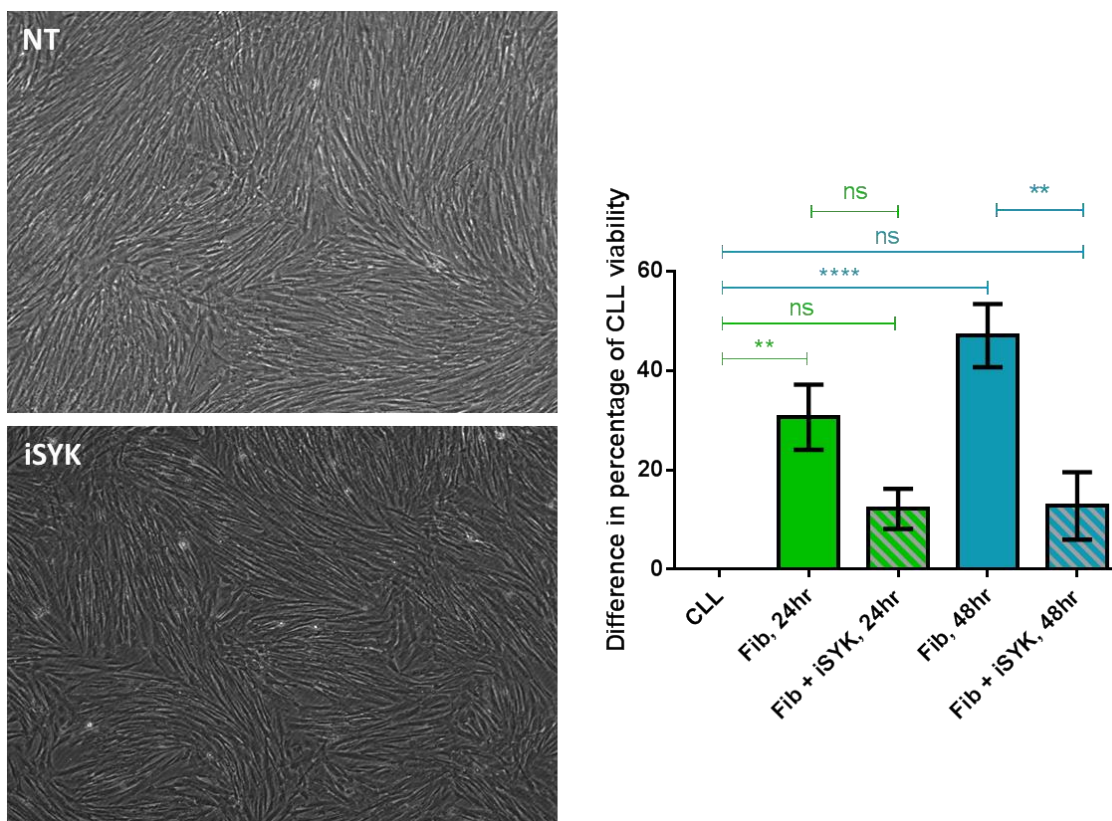 NT
iSYK
Difference in percentage of CLL viability
ns
**
ns
****
ns
**
60
40
20
0
CLL
Fib, 24hr
Fib + iSYK, 24hr
Fib, 48hr
Fib + iSYK, 48hr